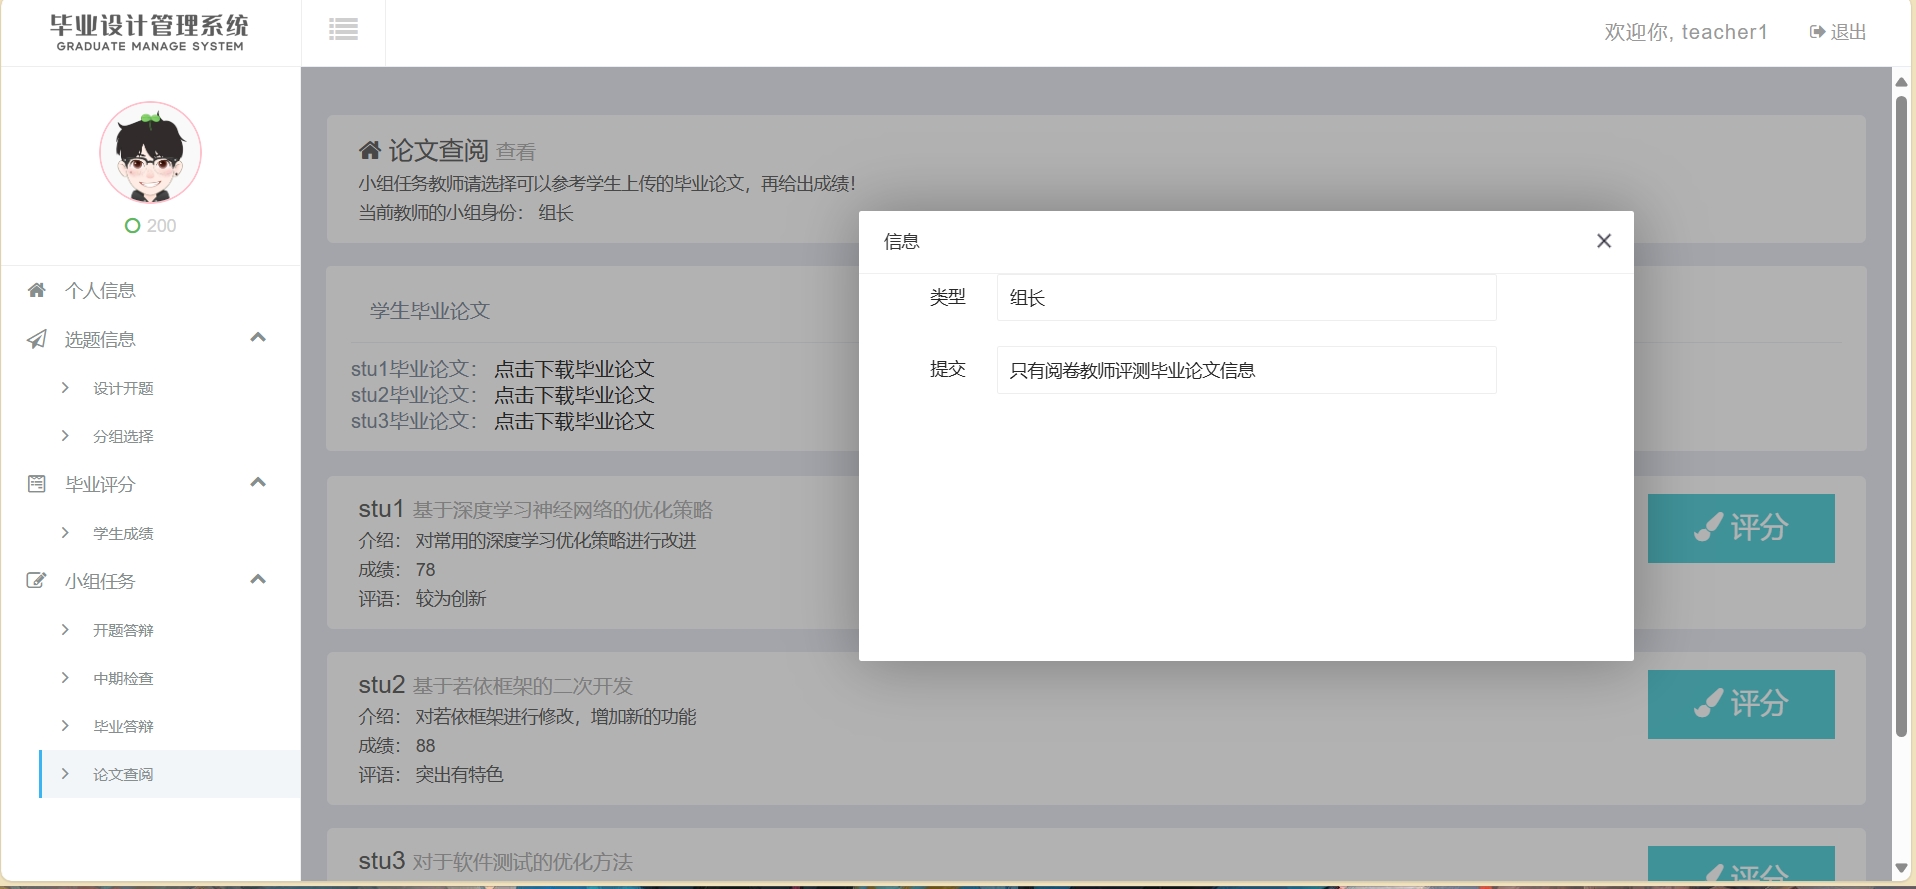 毕业设计管理系统
GRADUATE MANAGE SYSTEM
欢迎你, teacher1
退出
200
个人信息
选题信息
设计开题
分组选择
毕业评分
学生成绩
小组任务
开题答辩
中期检查
毕业答辩
论文查阅
论文查阅 查看
小组任务教师请选择可以参考学生上传的毕业论文，再给出成绩！
当前教师的小组身份： 组长
学生毕业论文
stu1毕业论文： 点击下载毕业论文
stu2毕业论文： 点击下载毕业论文
stu3毕业论文： 点击下载毕业论文
stu1 基于深度学习神经网络的优化策略
介绍： 对常用的深度学习优化策略进行改进
成绩： 78
评语： 较为创新
评分
stu2 基于若依框架的二次开发
介绍： 对若依框架进行修改，增加新的功能
成绩： 88
评语： 突出有特色
评分
stu3 对于软件测试的优化方法
评分
信息
类型 组长
提交 只有阅卷教师评测毕业论文信息